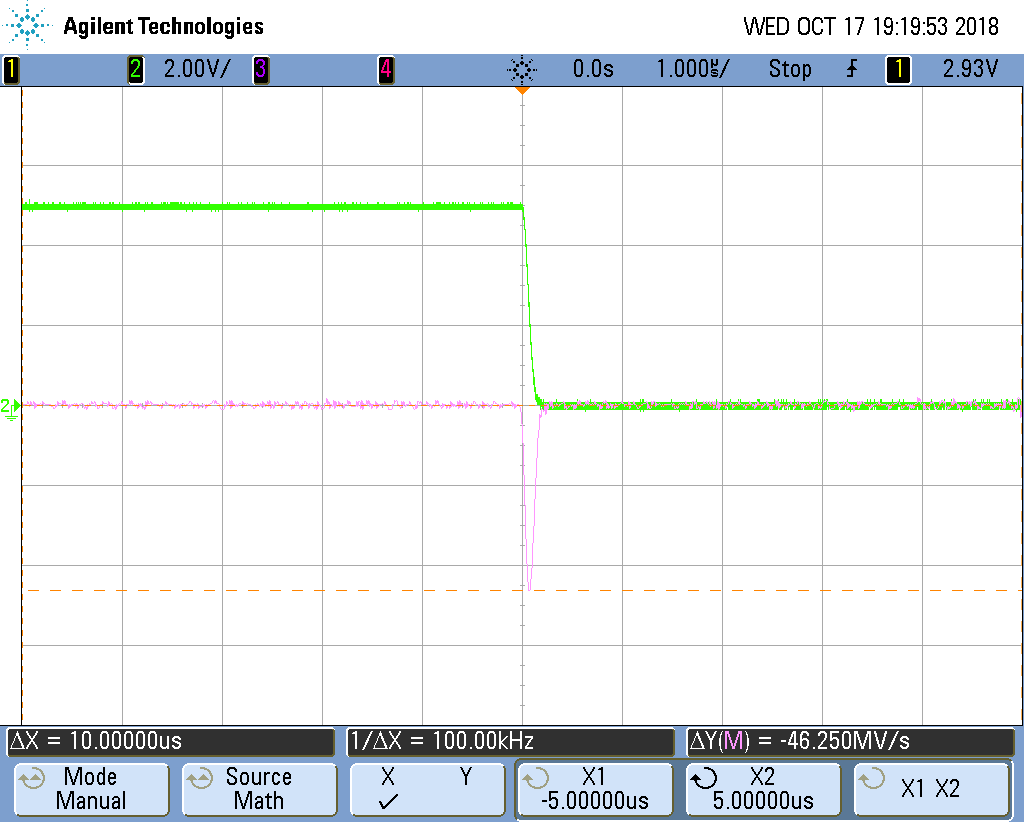 Agilent Technologies WED OCT 17 19:19:53 2018
1 2 2.00V/ 3 4 0.0s 1.000µs/ Stop 1 2.93V
2
ΔX = 10.00000us 1/ΔX = 100.00kHz ΔY(M) = -46.250MV/s
Mode Source X Y X1 X2 X1 X2
Manual Math ✓ -5.00000us 5.00000us